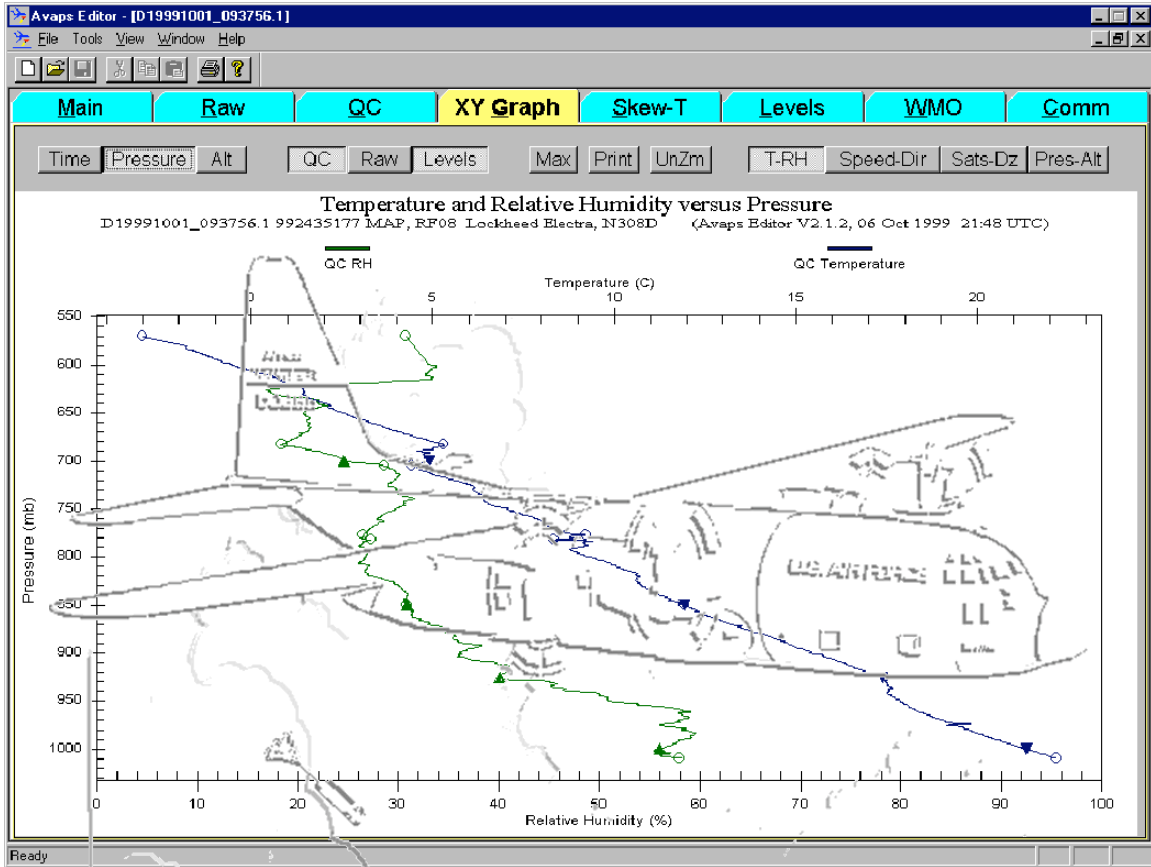 Avaps Editor - [D19991001_093756.1]
File Tools View Window Help
Main Raw QC XY Graph Skew-T Levels WMO Comm
Time Pressure Alt QC Raw Levels Max Print UnZm T-RH Speed-Dir Sats-Dz Pres-Alt
Temperature and Relative Humidity versus Pressure
D19991001_093756.1 992435177 MAP, RF08 Lockheed Electra, N308D (Avaps Editor V2.1.2, 06 Oct 1999 21:48 UTC)
QC RH QC Temperature
Temperature (C)
0 5 10 15 20
550
600
650
700
750
800
850
900
950
1000
Pressure (mb)
U.S. AIR FORCE
0 10 20 30 40 50 60 70 80 90 100
Relative Humidity (%)
Ready